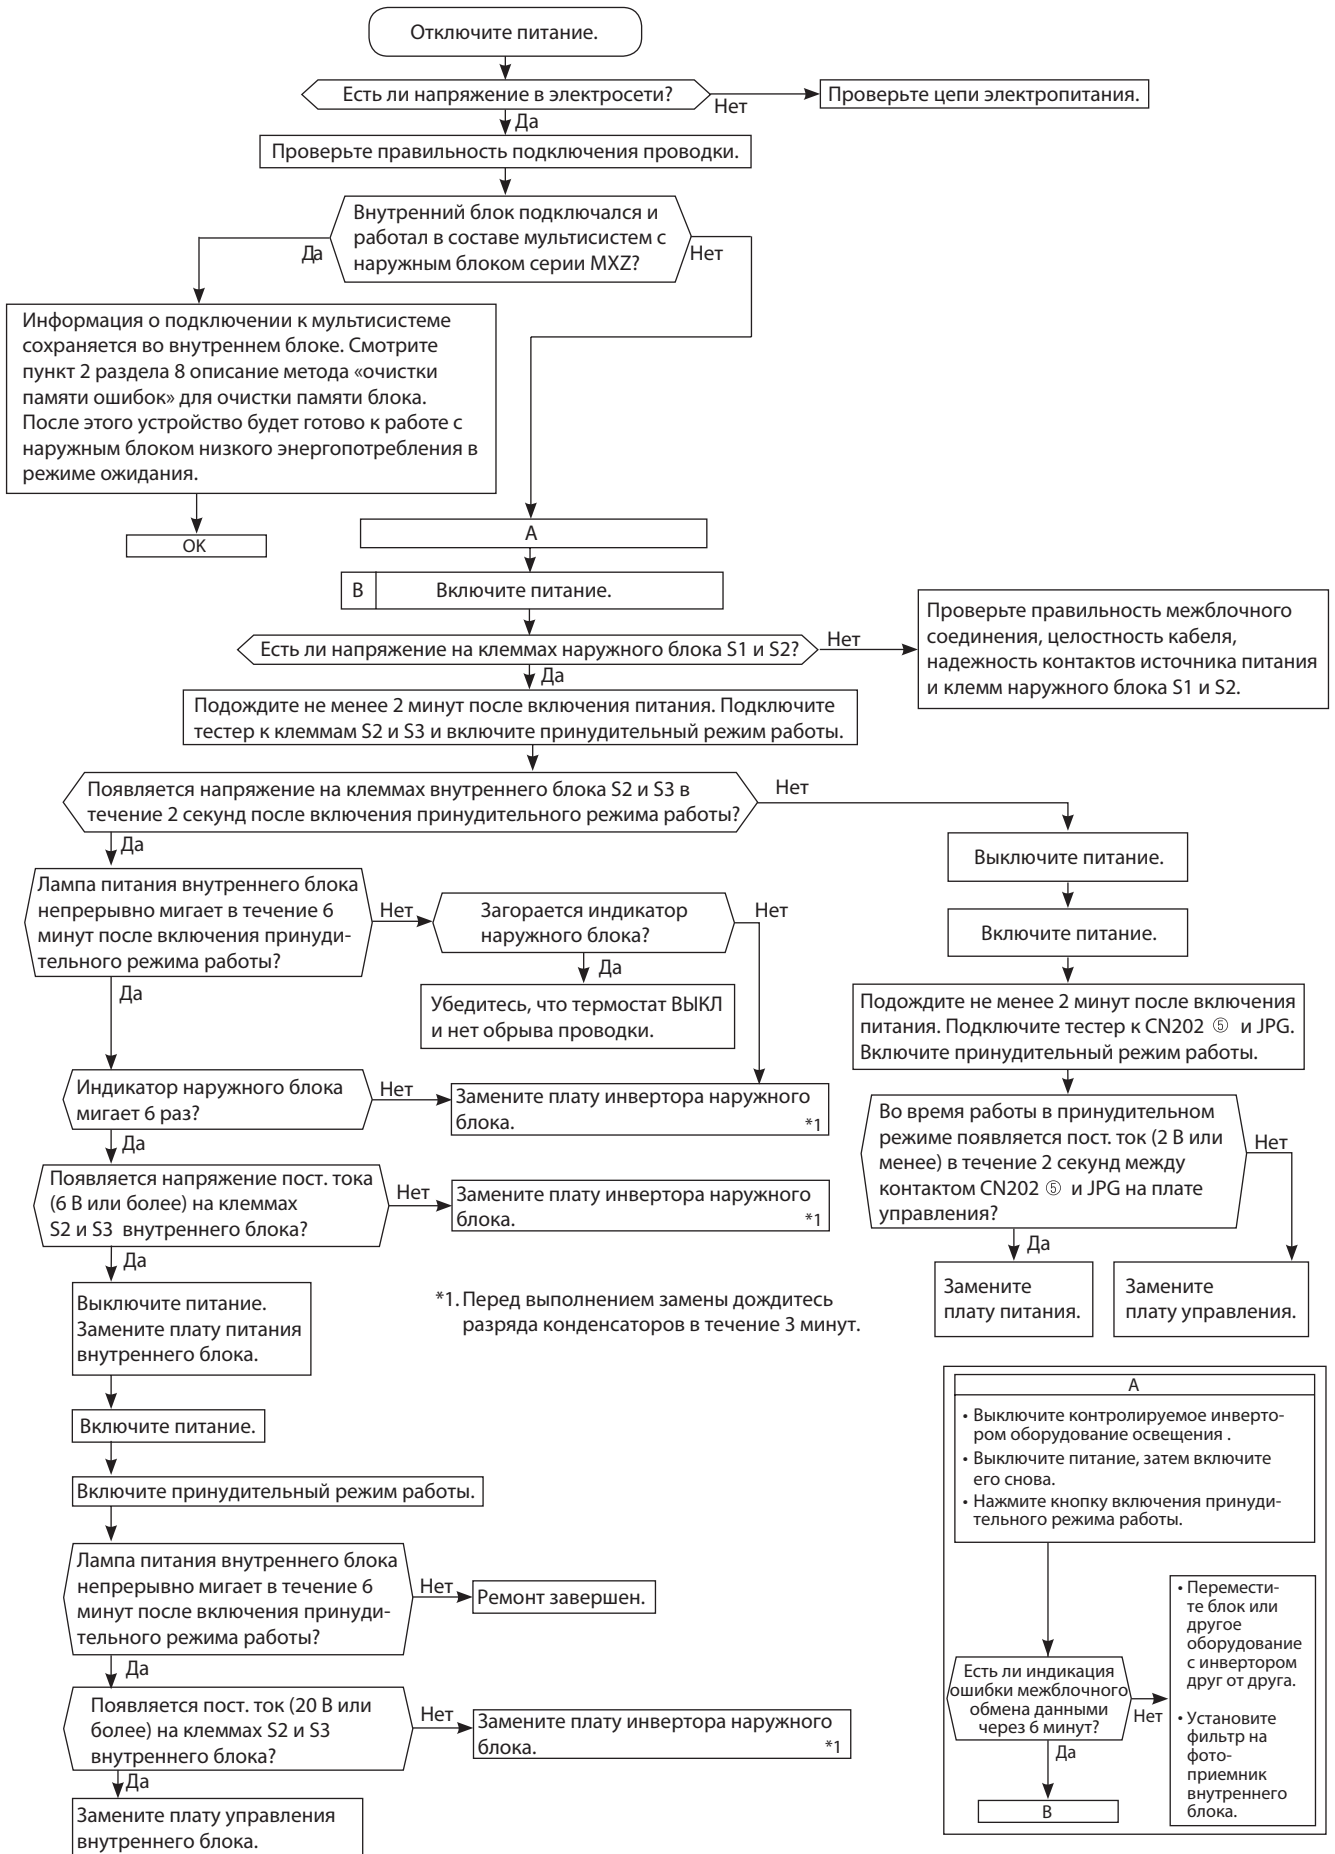 Отключите питание.
Есть ли напряжение в электросети?
Нет
Проверьте цепи электропитания.
Да
Проверьте правильность подключения проводки.
Внутренний блок подключался и
работал в составе мультисистем с
наружным блоком серии MXZ?
Да
Нет
Информация о подключении к мультисистеме
сохраняется во внутреннем блоке. Смотрите
пункт 2 раздела 8 описание метода «очистки
памяти ошибок» для очистки памяти блока.
После этого устройство будет готово к работе с
наружным блоком низкого энергопотребления в
режиме ожидания.
OK
A
B
Включите питание.
Есть ли напряжение на клеммах наружного блока S1 и S2?
Нет
Проверьте правильность межблочного
соединения, целостность кабеля,
надежность контактов источника питания
и клемм наружного блока S1 и S2.
Да
Подождите не менее 2 минут после включения питания. Подключите
тестер к клеммам S2 и S3 и включите принудительный режим работы.
Появляется напряжение на клеммах внутреннего блока S2 и S3 в
течение 2 секунд после включения принудительного режима работы?
Нет
Да
Лампа питания внутреннего блока
непрерывно мигает в течение 6
минут после включения принуди-
тельного режима работы?
Нет
Загорается индикатор
наружного блока?
Нет
Да
Убедитесь, что термостат ВЫКЛ
и нет обрыва проводки.
Да
Индикатор наружного блока
мигает 6 раз?
Нет
Замените плату инвертора наружного
блока. *1
Да
Появляется напряжение пост. тока
(6 В или более) на клеммах
S2 и S3 внутреннего блока?
Нет
Замените плату инвертора наружного
блока. *1
Да
Выключите питание.
Замените плату питания
внутреннего блока.
*1. Перед выполнением замены дождитесь
разряда конденсаторов в течение 3 минут.
Включите питание.
Включите принудительный режим работы.
Лампа питания внутреннего блока
непрерывно мигает в течение 6
минут после включения принуди-
тельного режима работы?
Нет
Ремонт завершен.
Да
Появляется пост. ток (20 В или
более) на клеммах S2 и S3
внутреннего блока?
Нет
Замените плату инвертора наружного
блока. *1
Да
Замените плату управления
внутреннего блока.
Выключите питание.
Включите питание.
Подождите не менее 2 минут после включения
питания. Подключите тестер к CN202 ⑤ и JPG.
Включите принудительный режим работы.
Во время работы в принудительном
режиме появляется пост. ток (2 В или
менее) в течение 2 секунд между
контактом CN202 ⑤ и JPG на плате
управления?
Нет
Да
Замените
плату питания.
Замените
плату управления.
A
• Выключите контролируемое инверто-
ром оборудование освещения .
• Выключите питание, затем включите
его снова.
• Нажмите кнопку включения принуди-
тельного режима работы.
Есть ли индикация
ошибки межблочного
обмена данными
через 6 минут?
Нет
• Перемести-
те блок или
другое
оборудование
с инвертором
друг от друга.
• Установите
фильтр на
фото-
приемник
внутреннего
блока.
Да
B